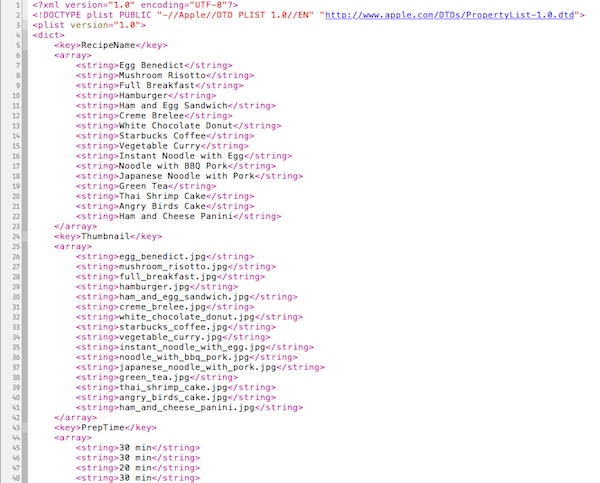 1 <?xml version="1.0" encoding="UTF-8"?>
2 <!DOCTYPE plist PUBLIC "-//Apple//DTD PLIST 1.0//EN" "http://www.apple.com/DTDs/PropertyList-1.0.dtd">
3 <plist version="1.0">
4 <dict>
5 <key>RecipeName</key>
6 <array>
7 <string>Egg Benedict</string>
8 <string>Mushroom Risotto</string>
9 <string>Full Breakfast</string>
10 <string>Hamburger</string>
11 <string>Ham and Egg Sandwich</string>
12 <string>Creme Brelee</string>
13 <string>White Chocolate Donut</string>
14 <string>Starbucks Coffee</string>
15 <string>Vegetable Curry</string>
16 <string>Instant Noodle with Egg</string>
17 <string>Noodle with BBQ Pork</string>
18 <string>Japanese Noodle with Pork</string>
19 <string>Green Tea</string>
20 <string>Thai Shrimp Cake</string>
21 <string>Angry Birds Cake</string>
22 <string>Ham and Cheese Panini</string>
23 </array>
24 <key>Thumbnail</key>
25 <array>
26 <string>egg_benedict.jpg</string>
27 <string>mushroom_risotto.jpg</string>
28 <string>full_breakfast.jpg</string>
29 <string>hamburger.jpg</string>
30 <string>ham_and_egg_sandwich.jpg</string>
31 <string>creme_brelee.jpg</string>
32 <string>white_chocolate_donut.jpg</string>
33 <string>starbucks_coffee.jpg</string>
34 <string>vegetable_curry.jpg</string>
35 <string>instant_noodle_with_egg.jpg</string>
36 <string>noodle_with_bbq_pork.jpg</string>
37 <string>japanese_noodle_with_pork.jpg</string>
38 <string>green_tea.jpg</string>
39 <string>thai_shrimp_cake.jpg</string>
40 <string>angry_birds_cake.jpg</string>
41 <string>ham_and_cheese_panini.jpg</string>
42 </array>
43 <key>PrepTime</key>
44 <array>
45 <string>30 min</string>
46 <string>30 min</string>
47 <string>20 min</string>
48 <string>30 min</string>